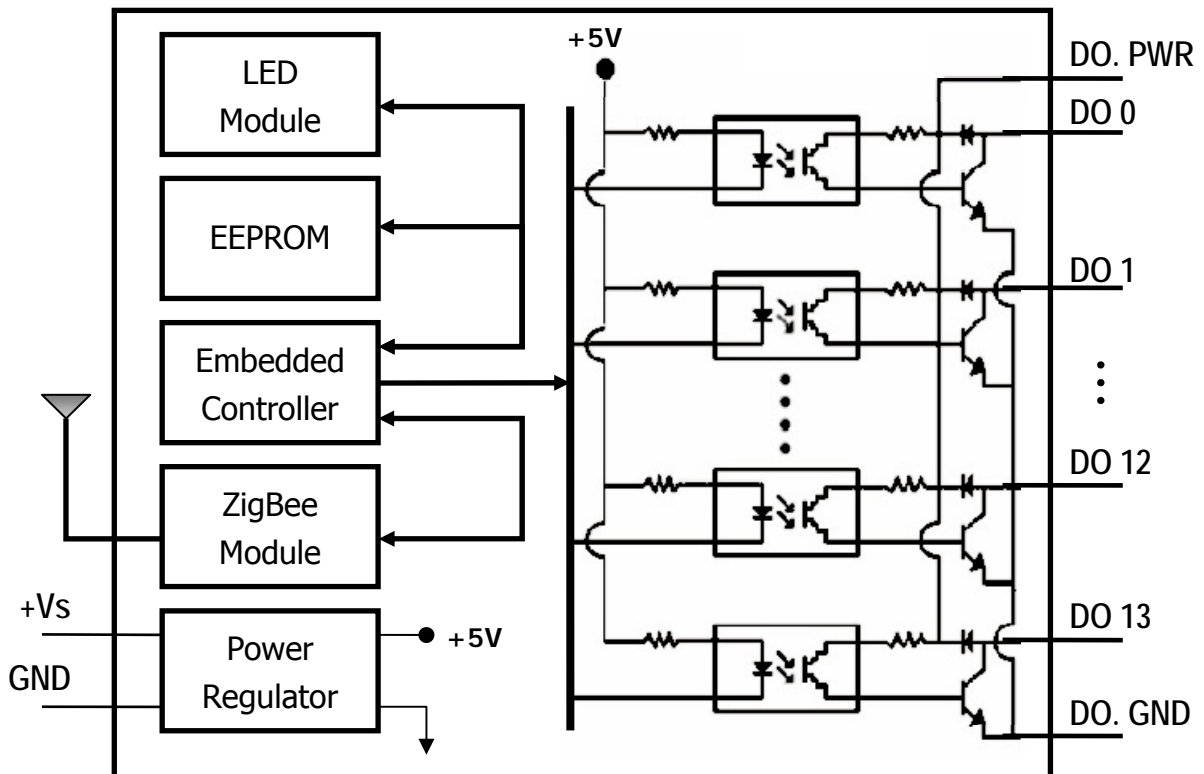 LED
Module
EEPROM
Embedded
Controller
ZigBee
Module
+Vs
GND
Power
Regulator
+5V
+5V
DO. PWR
DO 0
DO 1
DO 12
DO 13
DO. GND